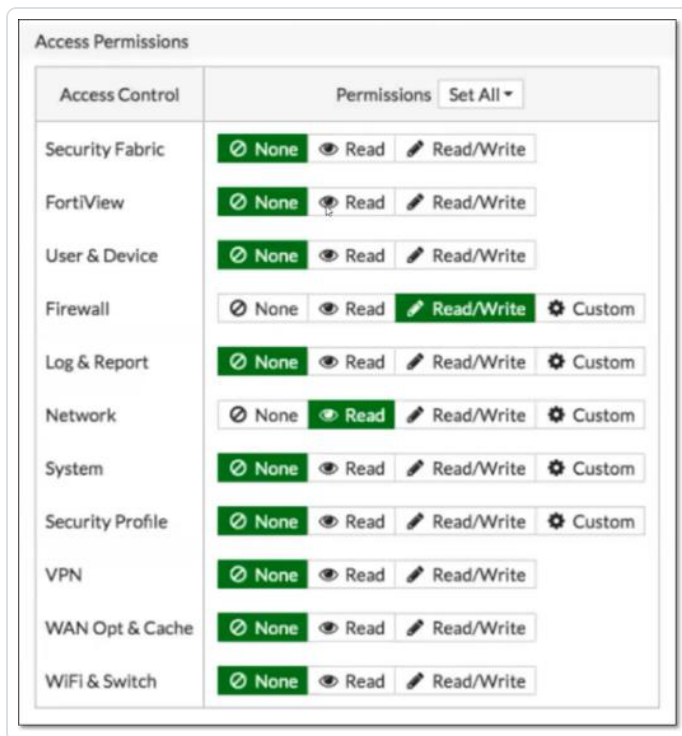 Access Permissions
Access Control Permissions Set All
Security Fabric None Read Read/Write
FortiView None Read Read/Write
User & Device None Read Read/Write
Firewall None Read Read/Write Custom
Log & Report None Read Read/Write Custom
Network None Read Read/Write Custom
System None Read Read/Write Custom
Security Profile None Read Read/Write Custom
VPN None Read Read/Write
WAN Opt & Cache None Read Read/Write
WiFi & Switch None Read Read/Write